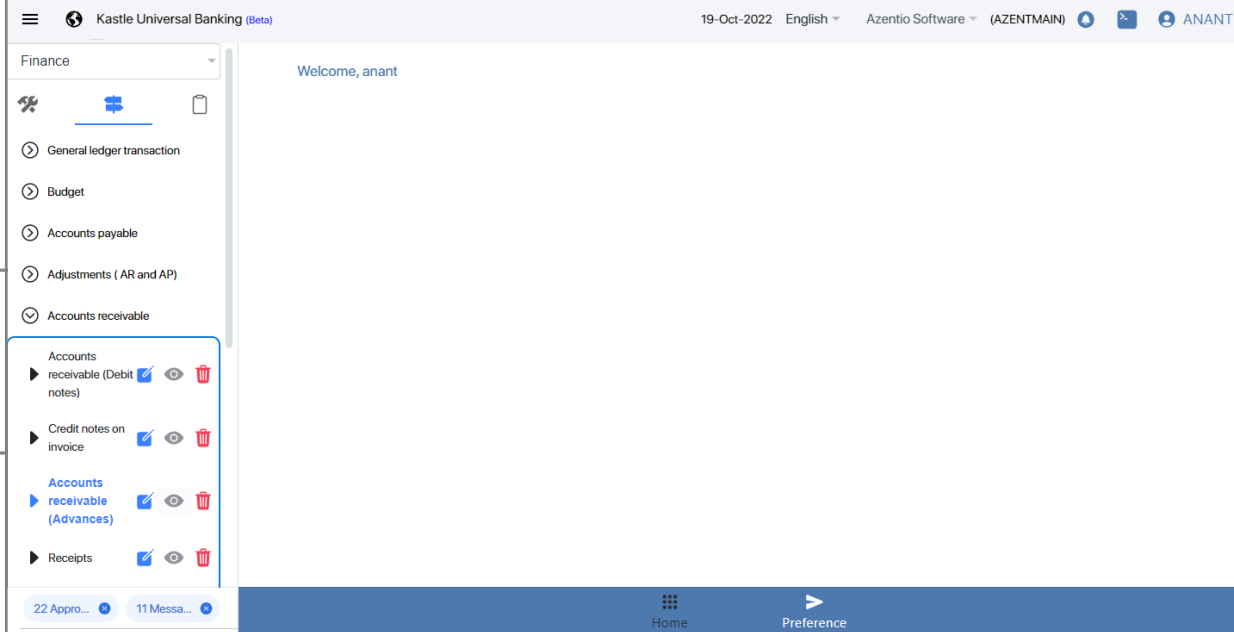 Kastle Universal Banking (Beta)
19-Oct-2022 English Azentio Software (AZENTMAIN) ANANT
Finance
Welcome, anant
General ledger transaction
Budget
Accounts payable
Adjustments ( AR and AP)
Accounts receivable
Accounts
receivable (Debit
notes)
Credit notes on
invoice
Accounts
receivable
(Advances)
Receipts
22 Appro...
11 Messa...
Home
Preference